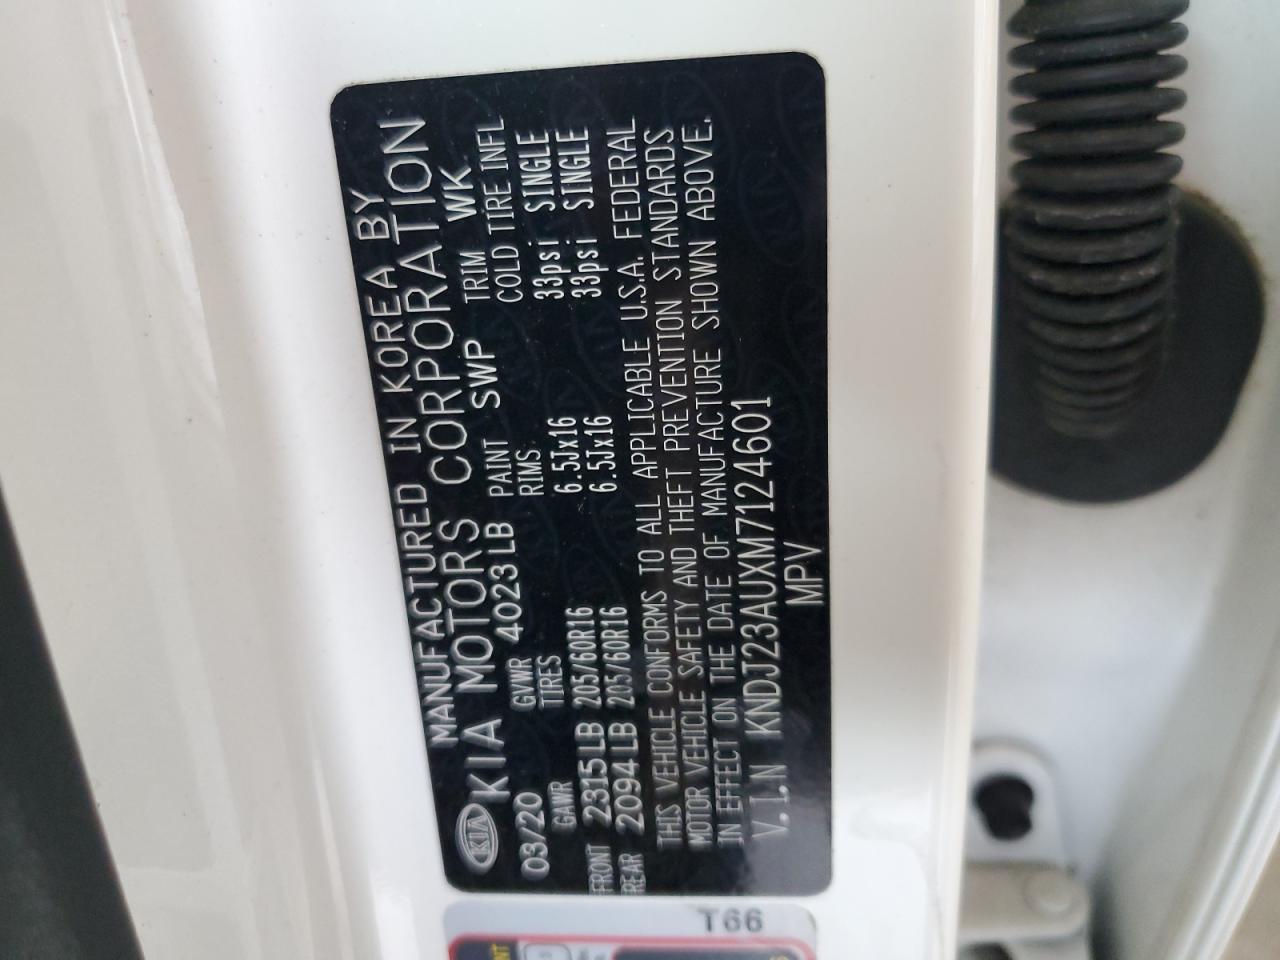 MANUFACTURED IN KOREA BY
KIA KIA MOTORS CORPORATION
03/20 GVWR 4023LB PAINT SWP TRIM WK
GAWR TIRES RIMS COLD TIRE INFL
FRONT 2315LB 205/60R16 6.5Jx16 33psi SINGLE
REAR 2094LB 205/60R16 6.5Jx16 33psi SINGLE
THIS VEHICLE CONFORMS TO ALL APPLICABLE U.S.A. FEDERAL
MOTOR VEHICLE SAFETY AND THEFT PREVENTION STANDARDS
IN EFFECT ON THE DATE OF MANUFACTURE SHOWN ABOVE.
V.I.N KNDJ23AUXM7124601
MPV
T66